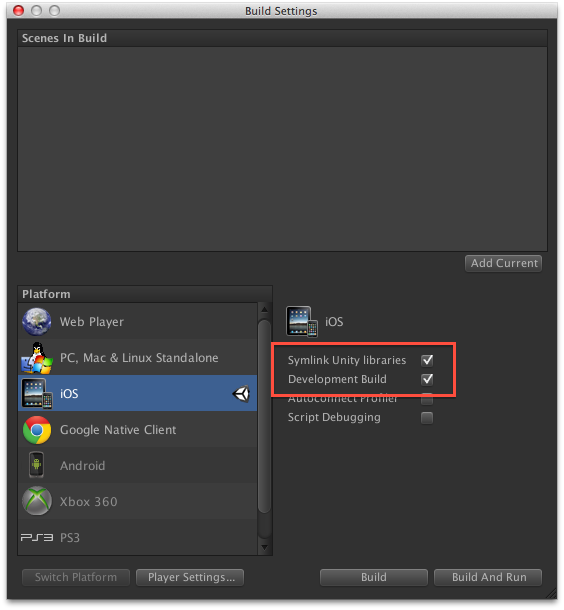 Build Settings
Scenes In Build
Add Current
Platform
Web Player
PC, Mac & Linux Standalone
iOS
Google Native Client
Android
Xbox 360
PS3 PS3
iOS
Symlink Unity libraries
Development Build
Autoconnect Profiler
Script Debugging
Switch Platform
Player Settings...
Build
Build And Run